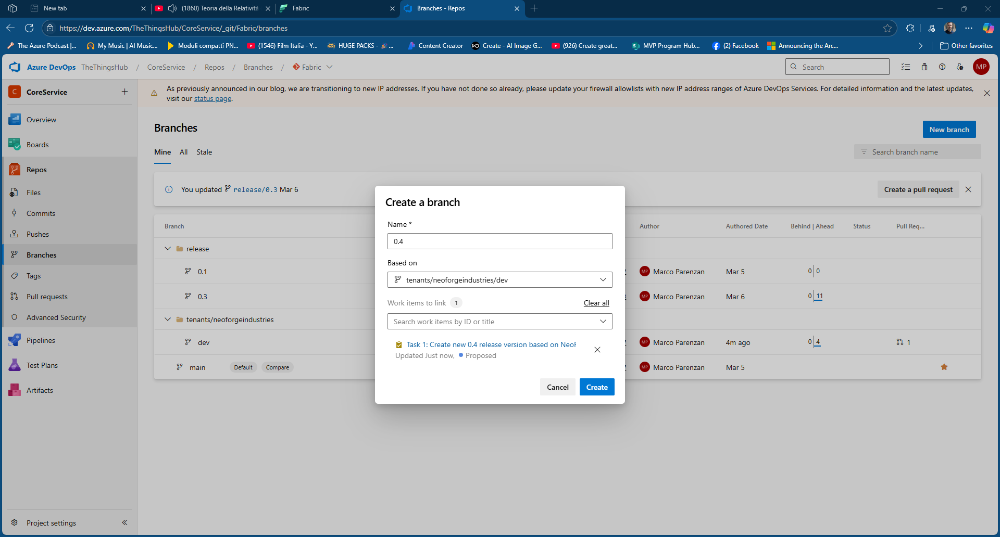 New tab
(1860) Teoria della Relatività
Fabric
Branches - Repos
https://dev.azure.com/TheThingsHub/CoreService/_git/Fabric/branches
The Azure Podcast |...
My Music | AI Music...
Moduli compatti PN...
(1546) Film Italia - Y...
HUGE PACKS - 🎉 ...
Content Creator
Create - AI Image G...
(926) Create great...
MVP Program Hub...
(2) Facebook
Announcing the Arc...
Other favorites
Azure DevOps TheThingsHub / CoreService / Repos / Branches / Fabric
Search
MP
C CoreService
As previously announced in our blog, we are transitioning to new IP addresses. If you have not done so already, please update your firewall allowlists with new IP address ranges of Azure DevOps Services. For detailed information and the latest updates,
visit our status page.
Overview
Boards
Repos
Files
Commits
Pushes
Branches
Tags
Pull requests
Advanced Security
Pipelines
Test Plans
Artifacts
Project settings
Branches
New branch
Mine All Stale
Search branch name
You updated release/0.3 Mar 6
Create a pull request
Branch Author Authored Date Behind | Ahead Status Pull Req...
release
0.1 MP Marco Parenzan Mar 5 0 0
0.3 MP Marco Parenzan Mar 6 0 11
tenants/neoforgeindustries
dev MP Marco Parenzan 4m ago 0 4 1
main Default Compare MP Marco Parenzan Mar 5
Create a branch
Name *
0.4
Based on
tenants/neoforgeindustries/dev
Work items to link 1 Clear all
Search work items by ID or title
Task 1: Create new 0.4 release version based on NeoF
Updated Just now, Proposed
Cancel Create